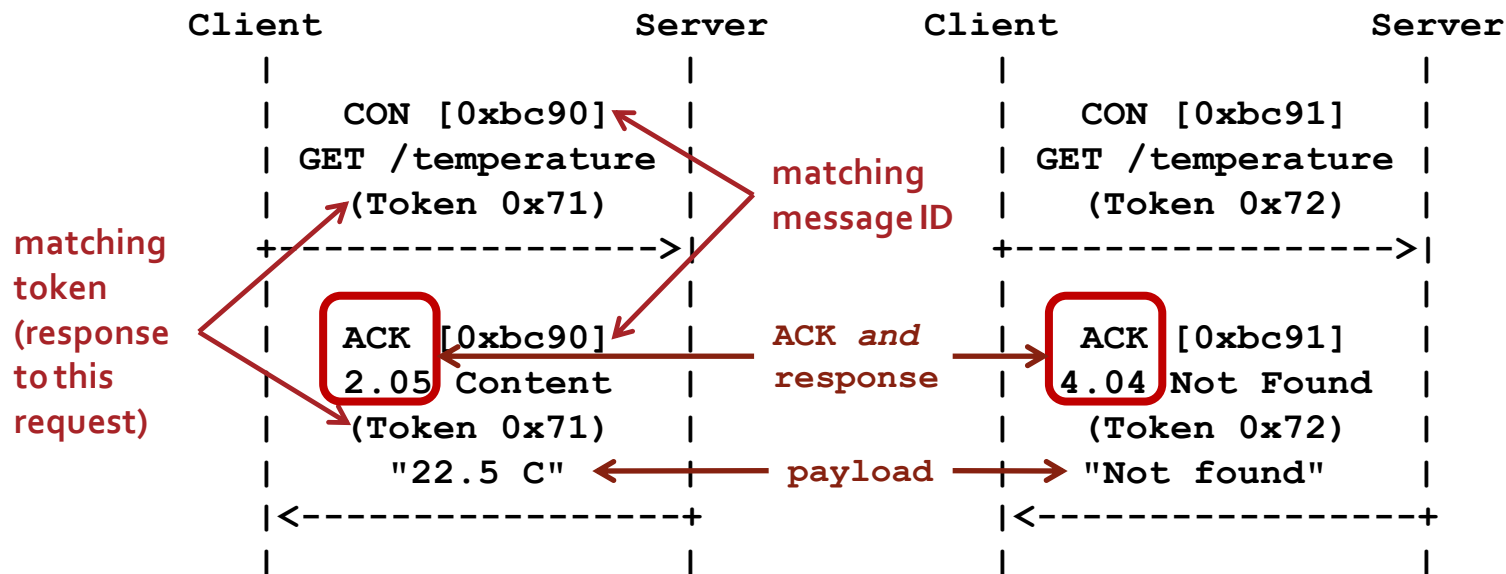 Client Server Client Server
| | | |
| CON [0xbc90] | | CON [0xbc91] |
| GET /temperature | | GET /temperature |
| (Token 0x71) | | (Token 0x72) |
+----------------->| +----------------->|
matching
message ID
matching
token
(response
to this
request)
| ACK [0xbc90] | | ACK [0xbc91] |
| 2.05 Content | | 4.04 Not Found |
| (Token 0x71) | | (Token 0x72) |
| "22.5 C" | | "Not found" |
|<-----------------+ |<-----------------+
| | | |
ACK and
response
payload